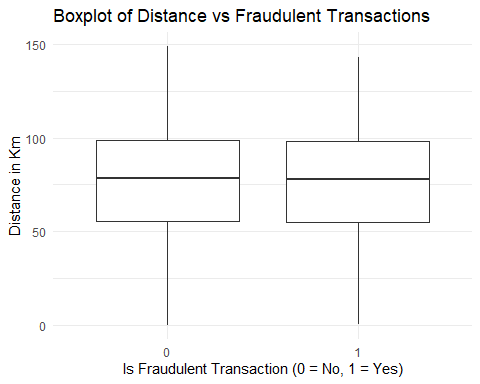 Boxplot of Distance vs Fraudulent Transactions
150
100
50
0
Distance in Km
0 1
Is Fraudulent Transaction (0 = No, 1 = Yes)